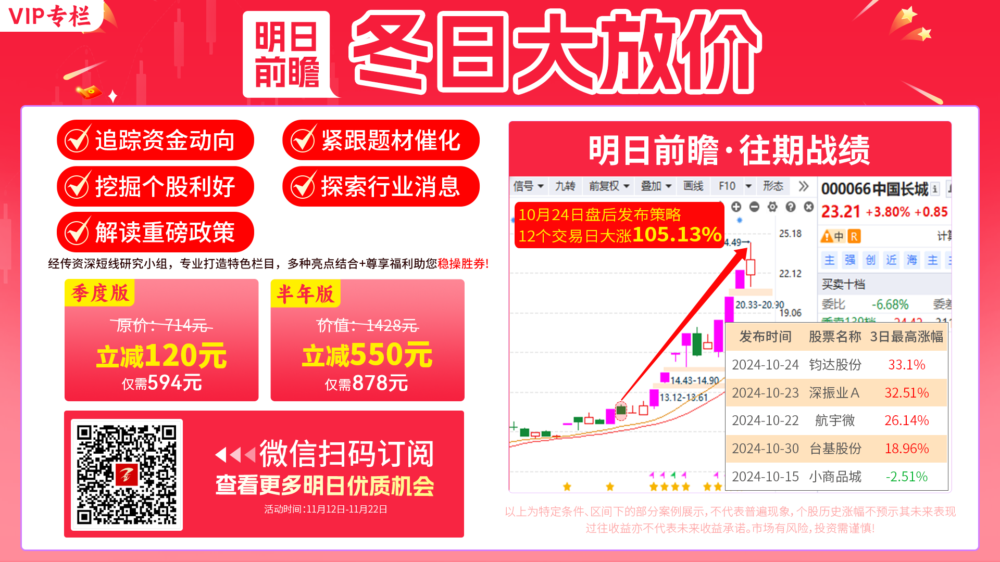 VIP专栏
明日
前瞻
冬日大放价
追踪资金动向
紧跟题材催化
挖掘个股利好
探索行业消息
解读重磅政策
经传资深短线研究小组，专业打造特色栏目，多种亮点结合+尊享福利助您稳操胜券!
季度版
原价：714元
立减120元
仅需594元
半年版
价值：1428元
立减550元
仅需878元
微信扫码订阅
查看更多明日优质机会
活动时间：11月12日-11月22日
明日前瞻·往期战绩
信号 九转 前复权 叠加 画线 F10 形态
000066中国长城
23.21 +3.80% +0.85
10月24日盘后发布策略
12个交易日大涨105.13%
4.49
25.18
中 R
主 强 创 近 海 主
22.12
买卖十档
委比 -6.68%
20.33-20.90
19.06
14.43-14.90
13.12-13.61
发布时间 股票名称 3日最高涨幅
2024-10-24 钧达股份 33.1%
2024-10-23 深振业A 32.51%
2024-10-22 航宇微 26.14%
2024-10-30 台基股份 18.96%
2024-10-15 小商品城 -2.51%
以上为特定条件、区间下的部分案例展示，不代表普遍现象，个股历史涨幅不预示其未来表现
过往收益亦不代表未来收益承诺。市场有风险，投资需谨慎!